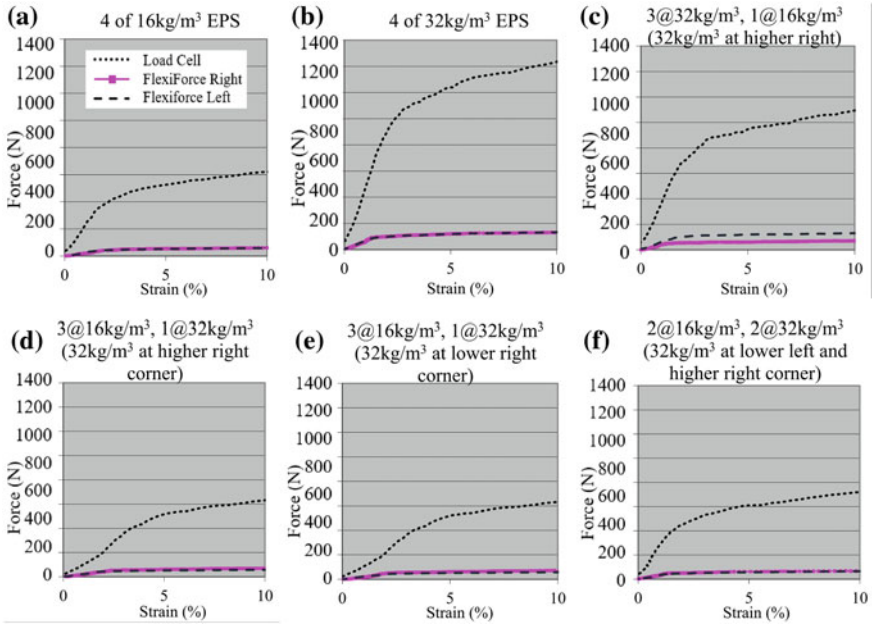 (a)
4 of 16kg/m³ EPS
1400
1200
1000
800
600
400
200
0
Force (N)
Load Cell
FlexiForce Right
Flexiforce Left
0
5
10
Strain (%)
(b)
4 of 32kg/m³ EPS
1400
1200
1000
800
600
400
200
0
Force (N)
0
5
10
Strain (%)
(c)
3@32kg/m³, 1@16kg/m³
(32kg/m³ at higher right)
1400
1200
1000
800
600
400
200
0
Force (N)
0
5
10
Strain (%)
(d)
3@16kg/m³, 1@32kg/m³
(32kg/m³ at higher right
corner)
1400
1200
1000
800
600
400
200
0
Force (N)
0
5
10
Strain (%)
(e)
3@16kg/m³, 1@32kg/m³
(32kg/m³ at lower right
corner)
1400
1200
1000
800
600
400
200
0
Force (N)
0
5
10
Strain (%)
(f)
2@16kg/m³, 2@32kg/m³
(32kg/m³ at lower left and
higher right corner)
1400
1200
1000
800
600
400
200
0
Force (N)
0
5
10
Strain (%)